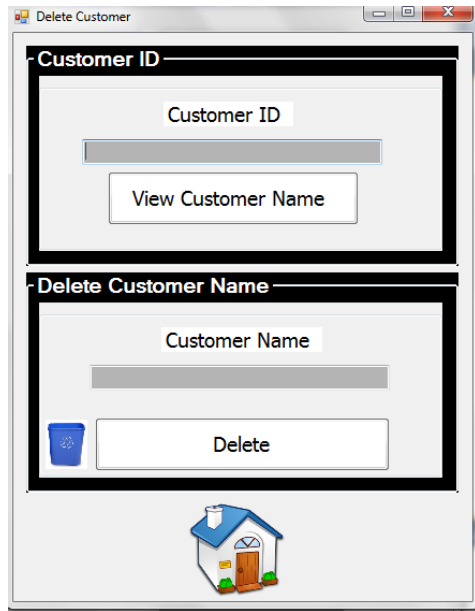 Delete Customer
Customer ID
Customer ID
View Customer Name
Delete Customer Name
Customer Name
Delete